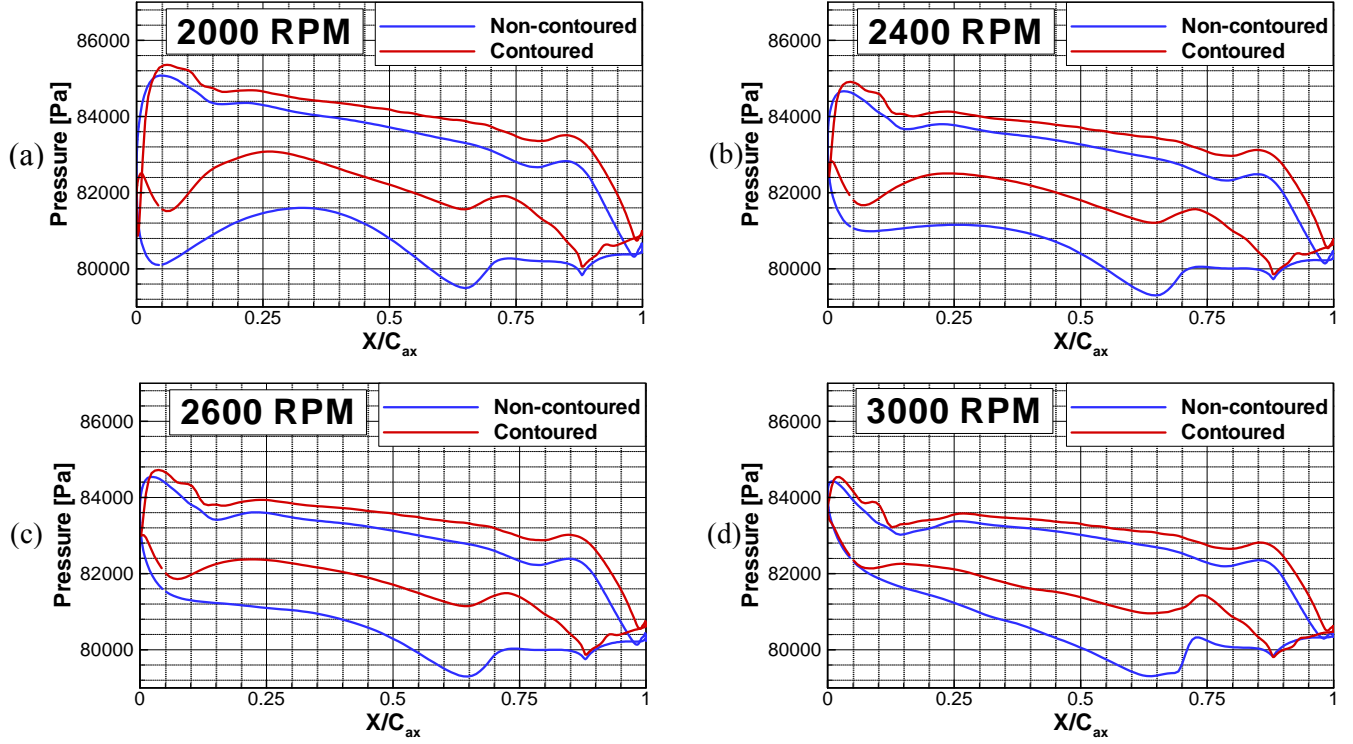 2000 RPM
Non-contoured
Contoured
86000
84000
82000
80000
Pressure [Pa]
(a)
0 0.25 0.5 0.75 1
X/Cax
2400 RPM
Non-contoured
Contoured
86000
84000
82000
80000
Pressure [Pa]
(b)
0 0.25 0.5 0.75 1
X/Cax
2600 RPM
Non-contoured
Contoured
86000
84000
82000
80000
Pressure [Pa]
(c)
0 0.25 0.5 0.75 1
X/Cax
3000 RPM
Non-contoured
Contoured
86000
84000
82000
80000
Pressure [Pa]
(d)
0 0.25 0.5 0.75 1
X/Cax